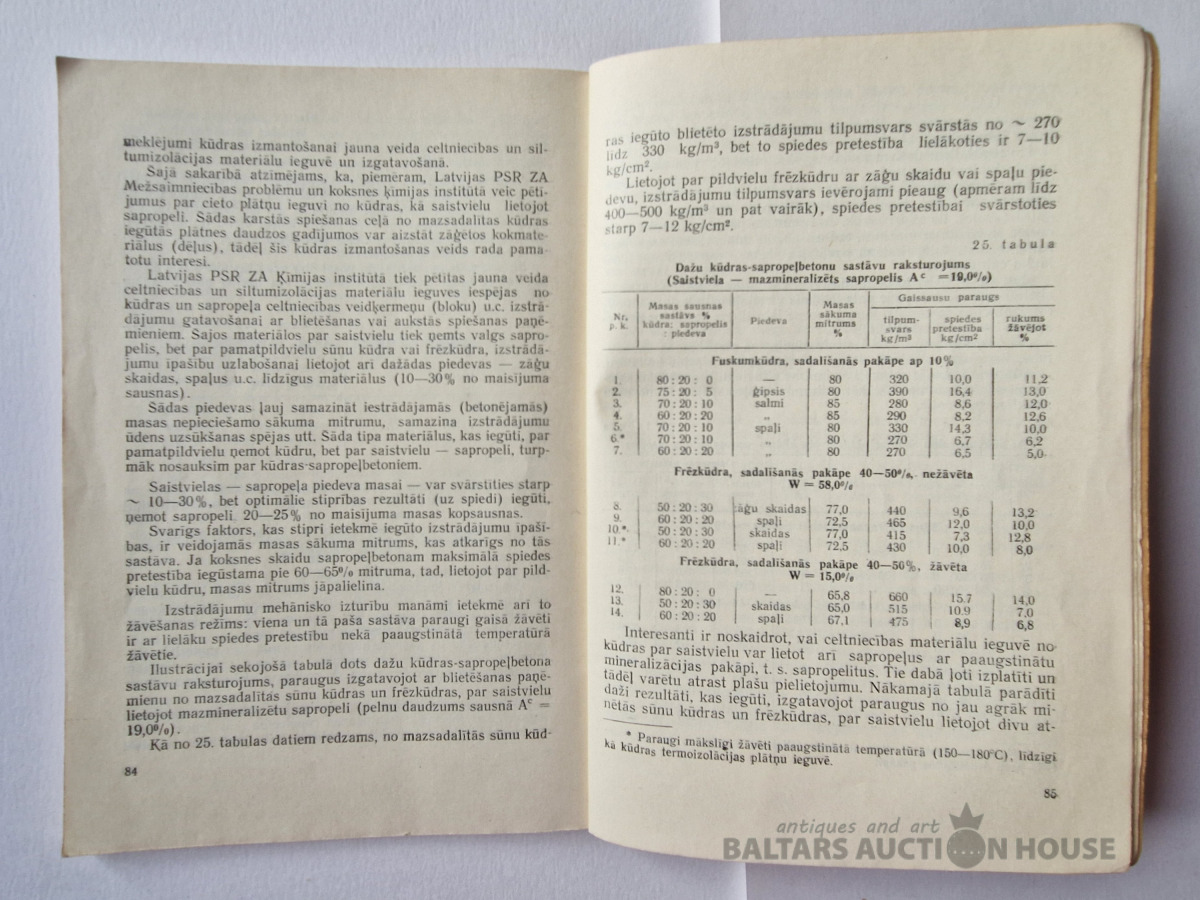 meklējumi kūdras izmantošanai jauna veida celtniecības un sil-
tumizolācijas materiālu ieguvē un izgatavošanā.
Šajā sakarībā atzīmējams, ka, piemēram, Latvijas PSR ZA
Mežsaimniecības problēmu un koksnes ķīmijas institūtā veic pētī-
jumus par cieto plātņu ieguvi no kūdras, kā saistvielu lietojot
sapropeli. Šādas karstās spiešanas ceļā no mazsadalītās kūdras
iegūtās plātnes daudzos gadījumos var aizstāt zāģētos kokmate-
riālus (dēļus), tādēļ šis kūdras izmantošanas veids rada pama-
totu interesi.
Latvijas PSR ZA Ķīmijas institūtā tiek pētītas jauna veida
celtniecības un siltumizolācijas materiālu ieguves iespējas no
kūdras un sapropeļa celtniecības veidķermeņu (bloku) u.c. izstrā-
dājumu gatavošanai ar blietēšanas vai aukstās spiešanas paņē-
mieniem. Šajos materiālos par saistvielu tiek ņemts valgs sapro-
pelis, bet par pamatpildvielu sūnu kūdra vai frēzkūdra, izstrādā-
jumu īpašību uzlabošanai lietojot arī dažādas piedevas — zāģu
skaidas, spaļus u.c. līdzīgus materiālus (10—30% no maisījuma
sausnas).
Šādas piedevas ļauj samazināt iestrādājamās (betonējamās)
masas nepieciešamo sākuma mitrumu, samazina izstrādājumu
ūdens uzsūkšanas spējas utt. Šāda tipa materiālus, kas iegūti, par
pamatpildvielu ņemot kūdru, bet par saistvielu — sapropeli, turp-
māk nosauksim par kūdras-sapropeļbetoniem.
Saistvielas — sapropeļa piedeva masai — var svārstīties starp
~ 10—30%, bet optimālie stiprības rezultāti (uz spiedi) iegūti,
ņemot sapropeli 20—25% no maisījuma masas kopsausnas.
Svarīgs faktors, kas stipri ietekmē iegūto izstrādājumu īpašī-
bas, ir veidojamās masas sākuma mitrums, kas atkarīgs no tās
sastāva. Ja koksnes skaidu sapropeļbetonam maksimālā spiedes
pretestība iegūstama pie 60—65% mitruma, tad, lietojot par pild-
vielu kūdru, masas mitrums jāpalielina.
Izstrādājumu mehānisko izturību manāmi ietekmē arī to
žāvēšanas režīms: viena un tā paša sastāva paraugi gaisā žāvēti
ir ar lielāku spiedes pretestību nekā paaugstinātā temperatūrā
žāvētie.
Ilustrācijai sekojošā tabulā dots dažu kūdras-sapropeļbetona
sastāvu raksturojums, paraugus izgatavojot ar blietēšanas paņē-
mienu no mazsadalītās sūnu kūdras un frēzkūdras, par saistvielu
lietojot mazmineralizētu sapropeli (pelnu daudzums sausnā Aᶜ =
19,0%).
Kā no 25. tabulas datiem redzams, no mazsadalītās sūnu kūd-
84
ras iegūto blietēto izstrādājumu tilpumsvars svārstās no ~ 270
līdz 330 kg/m³, bet to spiedes pretestība lielākoties ir 7—10
kg/cm².
Lietojot par pildvielu frēzkūdru ar zāģu skaidu vai spaļu pie-
devu, izstrādājumu tilpumsvars ievērojami pieaug (apmēram līdz
400—500 kg/m³ un pat vairāk), spiedes pretestībai svārstoties
starp 7—12 kg/cm².
25. tabula
Dažu kūdras-sapropeļbetonu sastāvu raksturojums
(Saistviela — mazmineralizēts sapropelis Aᶜ =19,0%)
Nr. p. k. Masas sausnas sastāvs % kūdra: sapropelis : piedeva Piedeva Masas sākuma mitrums % Gaissausu paraugs tilpum-svars kg/m³ spiedes pretestība kg/cm² rukums žāvējot %
Fuskumkūdra, sadalīšanās pakāpe ap 10%
1. 80 : 20 : 0 — 80 320 10,0 11,2
2. 75 : 20 : 5 ģipsis 80 390 16,4 13,0
3. 70 : 20 : 10 salmi 85 280 8,6 12,0
4. 60 : 20 : 20 „ 85 290 8,2 12,6
5. 70 : 20 : 10 spaļi 80 330 14,3 10,0
6.* 70 : 20 : 10 „ 80 270 6,7 6,2
7. 60 : 20 : 20 „ 80 270 6,5 5,0
Frēzkūdra, sadalīšanās pakāpe 40—50%, nežāvēta
W = 58,0%
8. 50 : 20 : 30 zāģu skaidas 77,0 440 9,6 13,2
9. 60 : 20 : 20 spaļi 72,5 465 12,0 10,0
10.* 50 : 20 : 30 skaidas 77,0 415 7,3 12,8
11.* 60 : 20 : 20 spaļi 72,5 430 10,0 8,0
Frēzkūdra, sadalīšanās pakāpe 40—50%, žāvēta
W = 15,0%
12. 80 : 20 : 0 — 65,8 660 15.7 14,0
13. 50 : 20 : 30 skaidas 65,0 515 10.9 7,0
14. 60 : 20 : 20 spaļi 67,1 475 8,9 6,8
Interesanti ir noskaidrot, vai celtniecības materiālu ieguvē no
kūdras par saistvielu var lietot arī sapropeļus ar paaugstinātu
mineralizācijas pakāpi, t. s. sapropelītus. Tie dabā ļoti izplatīti un
tādēļ varētu atrast plašu pielietojumu. Nākamajā tabulā parādīti
daži rezultāti, kas iegūti, izgatavojot paraugus no jau agrāk mi-
nētās sūnu kūdras un frēzkūdras, par saistvielu lietojot divu at-
* Paraugi mākslīgi žāvēti paaugstinātā temperatūrā (150—180°C), līdzīgi
kā kūdras termoizolācijas plātņu ieguvē.
85
antiques and art
BALTARS AUCTION HOUSE